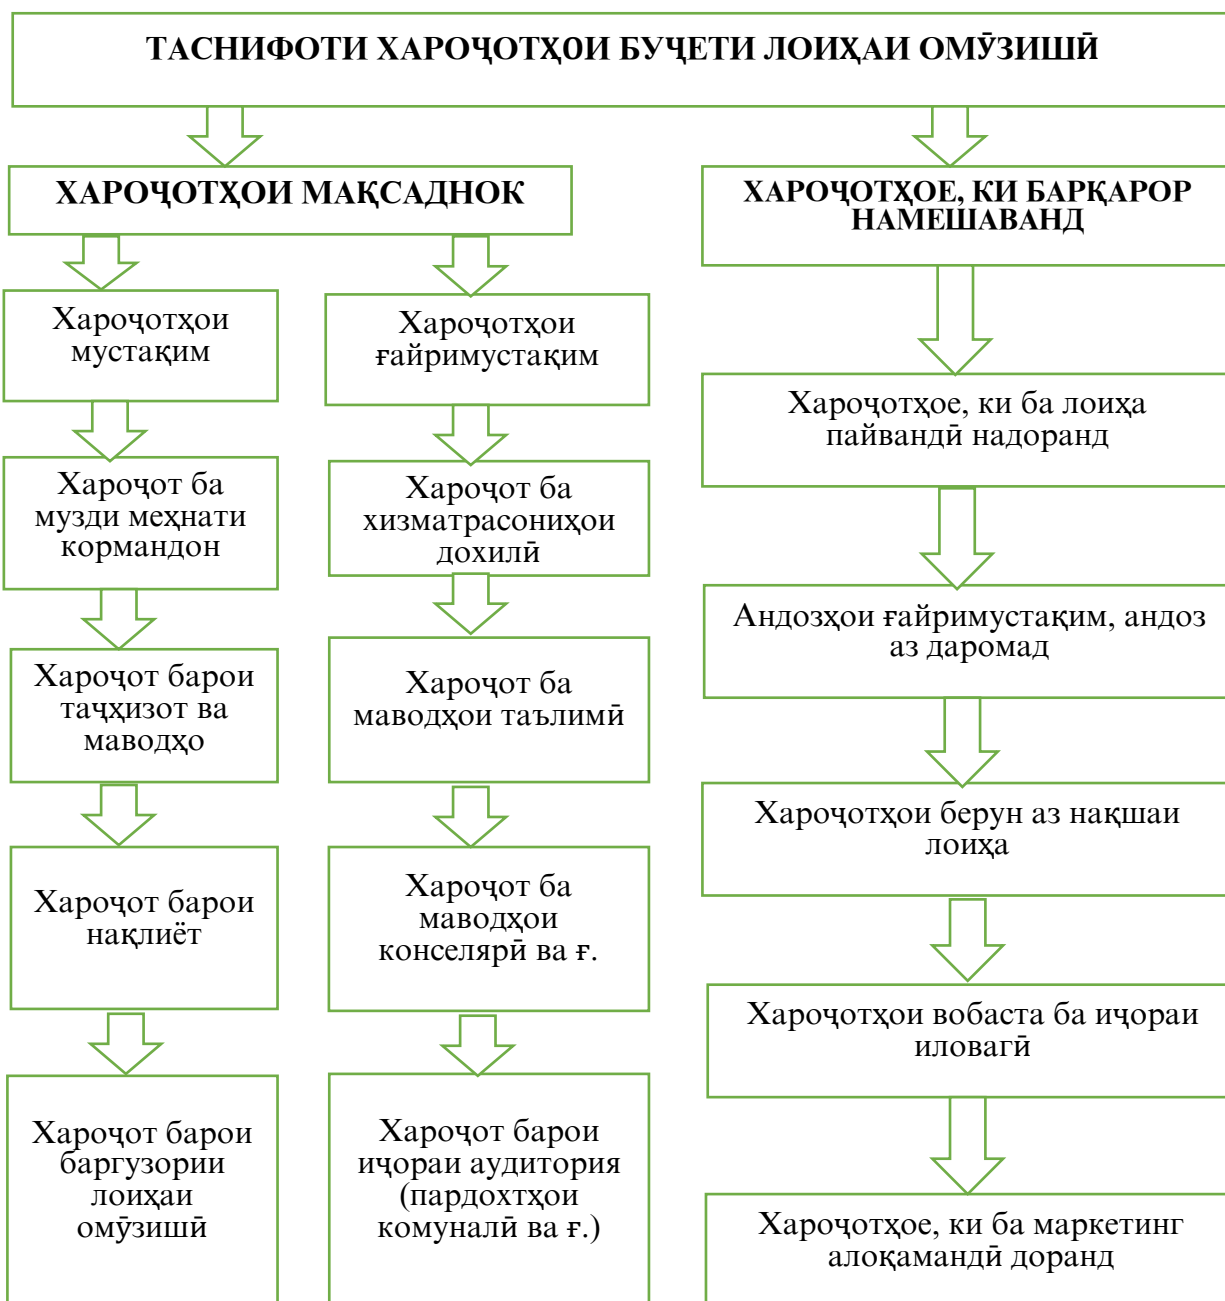 ТАСНИФОТИ ХАРОҶОТҲОИ БУҶЕТИ ЛОИҲАИ ОМӮЗИШӢ
ХАРОҶОТҲОИ МАҚСАДНОК
ХАРОҶОТҲОЕ, КИ БАРҚАРОР
НАМЕШАВАНД
Хароҷотҳои
мустақим
Хароҷот ба
музди меҳнати
кормандон
Хароҷот барои
таҷҳизот ва
маводҳо
Хароҷот барои
нақлиёт
Хароҷот барои
баргузории
лоиҳаи
омӯзишӣ
Хароҷотҳои
ғайримустақим
Хароҷот ба
хизматрасониҳои
дохилӣ
Хароҷот ба
маводҳои таълимӣ
Хароҷот ба
маводҳои
конселярӣ ва ғ.
Хароҷот барои
иҷораи аудитория
(пардохтҳои
комуналӣ ва ғ.)
Хароҷотҳое, ки ба лоиҳа
пайвандӣ надоранд
Андозҳои ғайримустақим, андоз
аз даромад
Хароҷотҳои берун аз нақшаи
лоиҳа
Хароҷотҳои вобаста ба иҷораи
иловагӣ
Хароҷотҳое, ки ба маркетинг
алоқамандӣ доранд